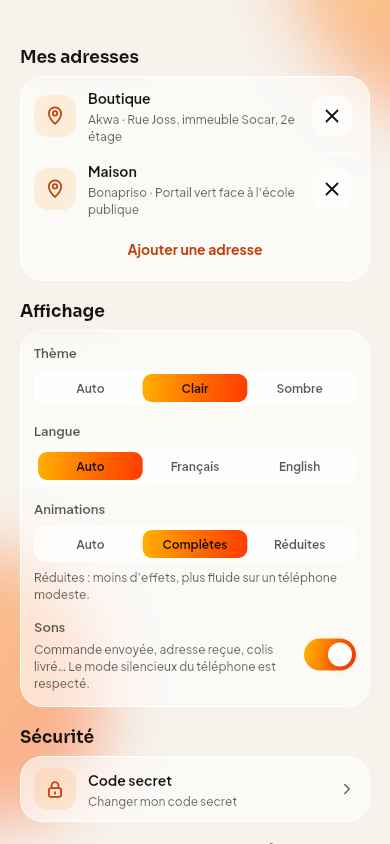 Mes adresses
Boutique
Akwa · Rue Joss, immeuble Socar, 2e
étage
Maison
Bonapriso · Portail vert face à l'école
publique
Ajouter une adresse
Affichage
Thème
Auto
Clair
Sombre
Langue
Auto
Français
English
Animations
Auto
Complètes
Réduites
Réduites : moins d'effets, plus fluide sur un téléphone
modeste.
Sons
Commande envoyée, adresse reçue, colis
livré… Le mode silencieux du téléphone est
respecté.
Sécurité
Code secret
Changer mon code secret